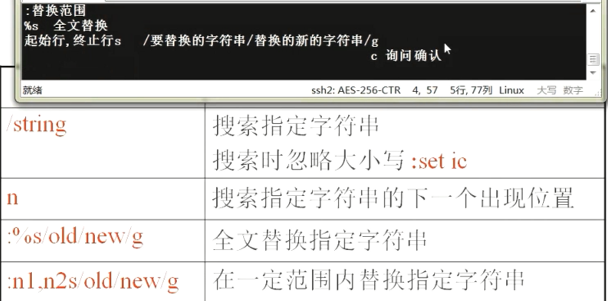 :替换范围
%s 全文替换
起始行,终止行s /要替换的字符串/替换的新的字符串/g
c 询问确认
就绪 ssh2: AES-256-CTR 4, 57 5行, 77列 Linux 大写 数字
/string 搜索指定字符串
搜索时忽略大小写 :set ic
n 搜索指定字符串的下一个出现位置
:%s/old/new/g 全文替换指定字符串
:n1,n2s/old/new/g 在一定范围内替换指定字符串